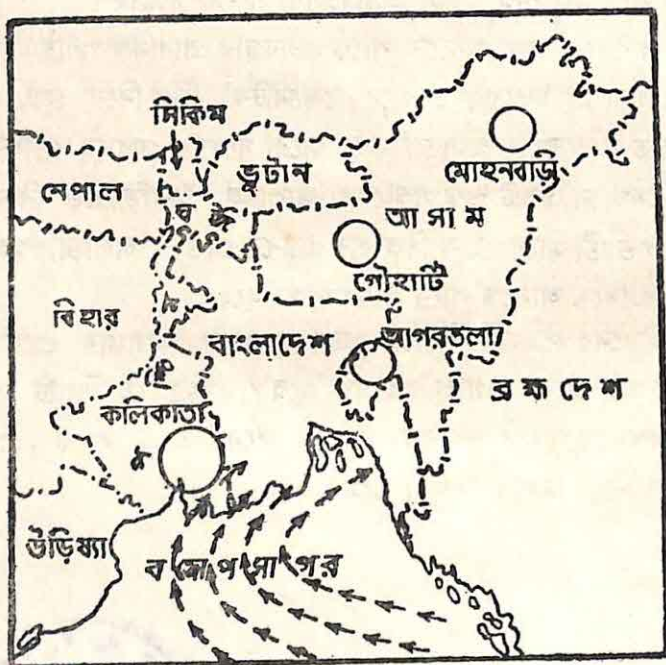 সিকিম
নেপাল
ভূটান
মোহনবাড়ী
আসাম
গৌহাটি
বিহার
বাংলাদেশ
আগরতলা
ব্রহ্মদেশ
কলিকাতা
উড়িষ্যা
বঙ্গোপসাগর